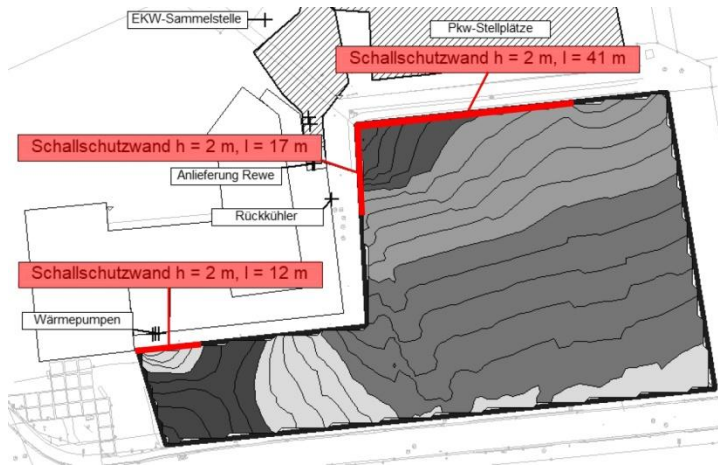 EKW-Sammelstelle
Pkw-Stellplätze
Schallschutzwand h = 2 m, l = 41 m
Schallschutzwand h = 2 m, l = 17 m
Anlieferung Rewe
Rückkühler
Schallschutzwand h = 2 m, l = 12 m
Wärmepumpen